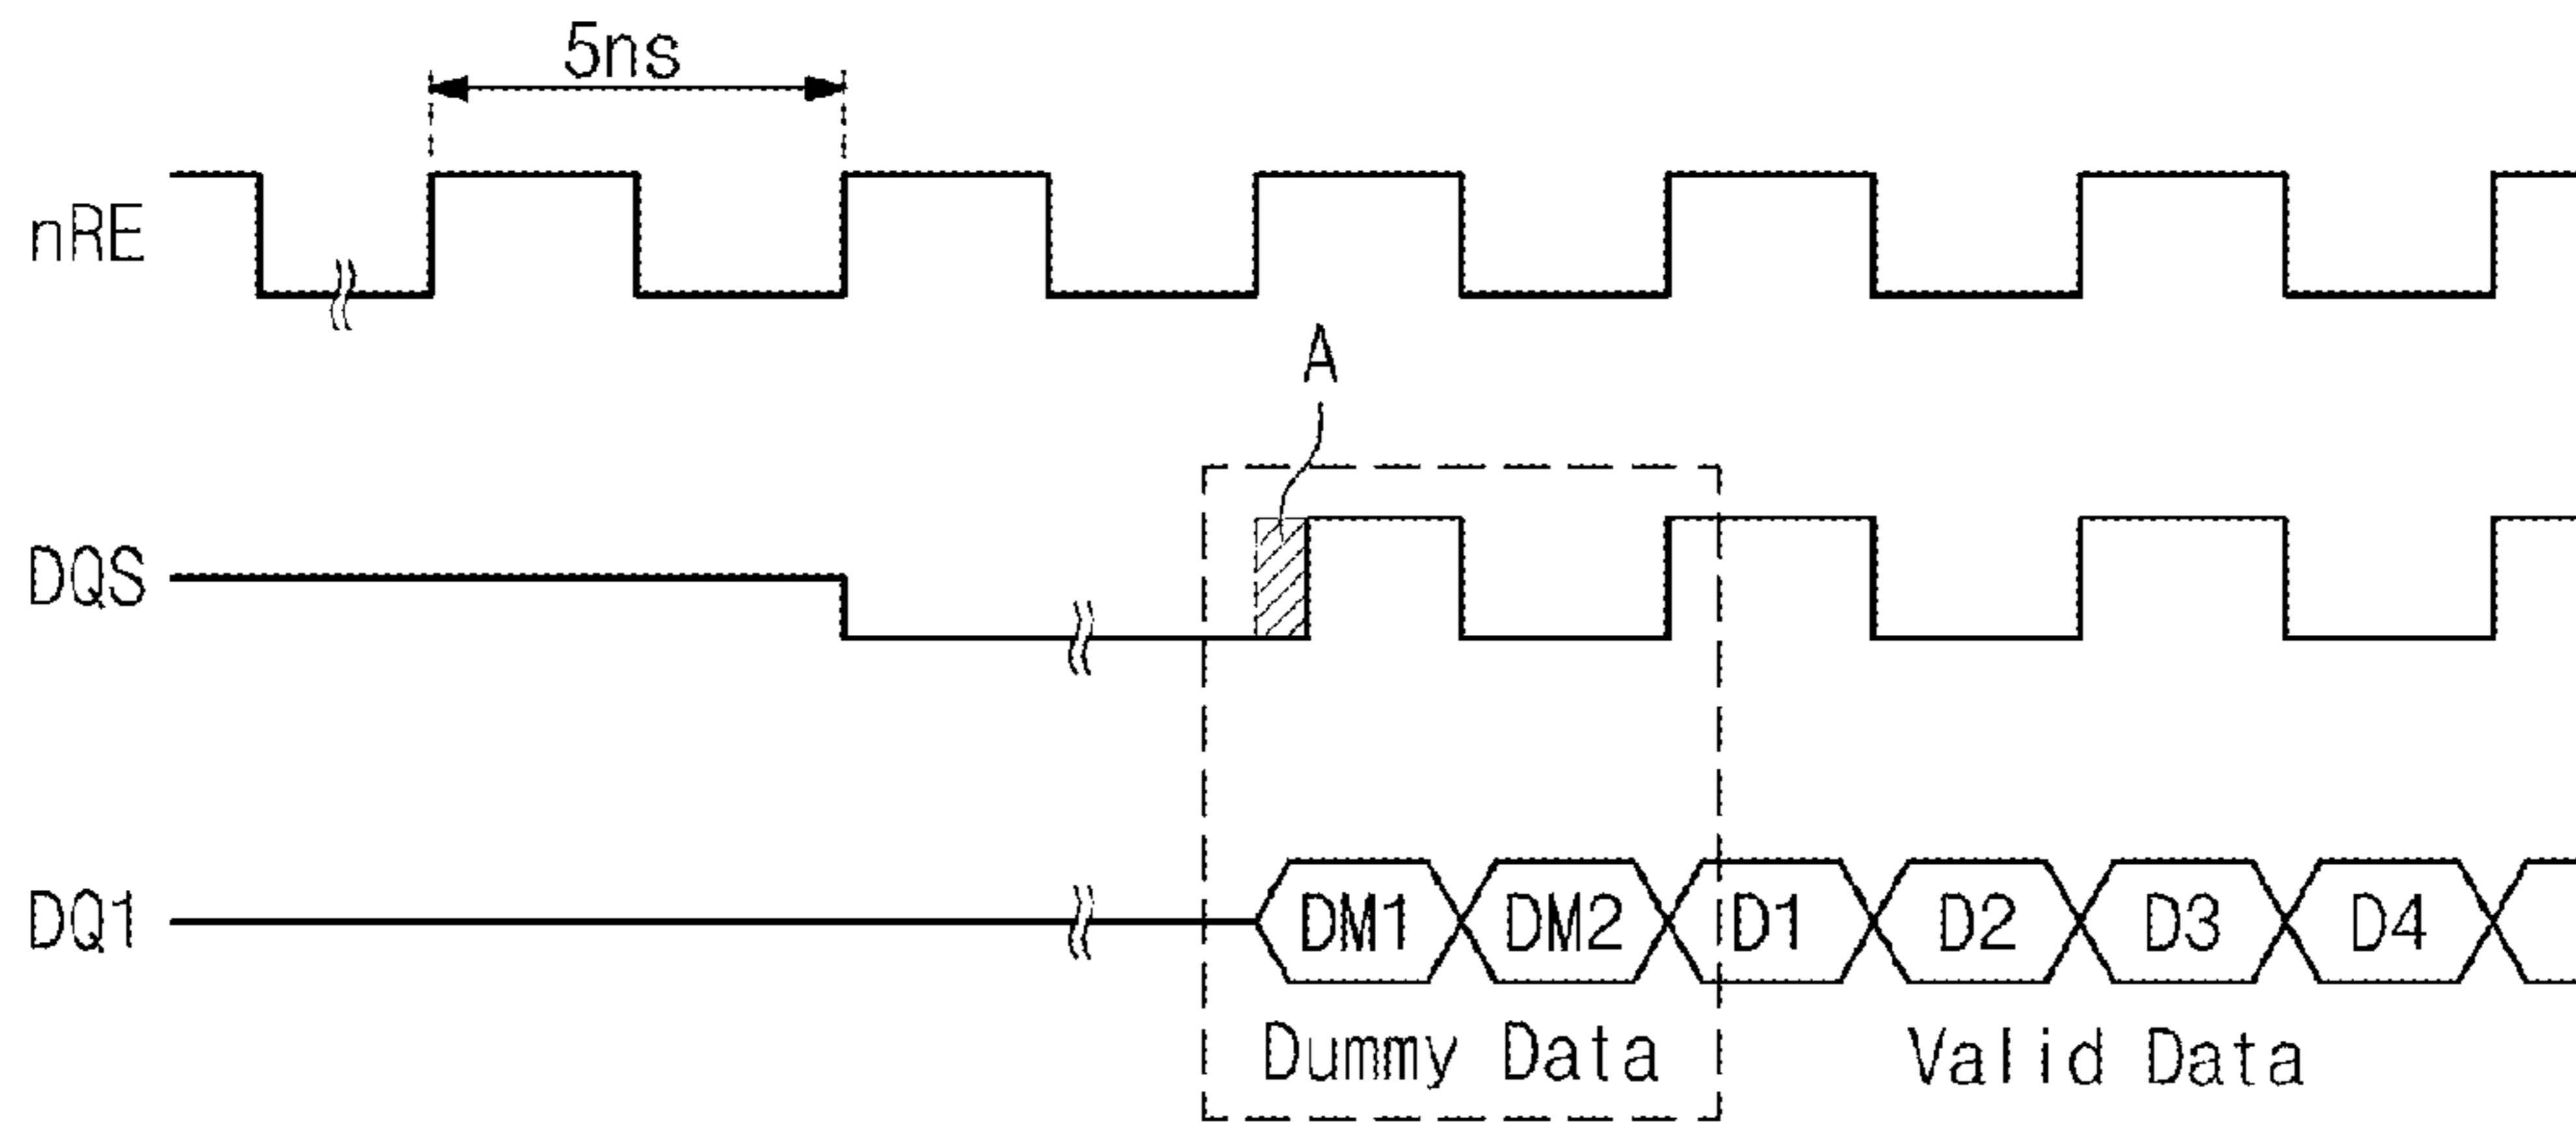 5ns
nRE
A
DQS
DQ1 DM1 DM2 D1 D2 D3 D4
Dummy Data Valid Data